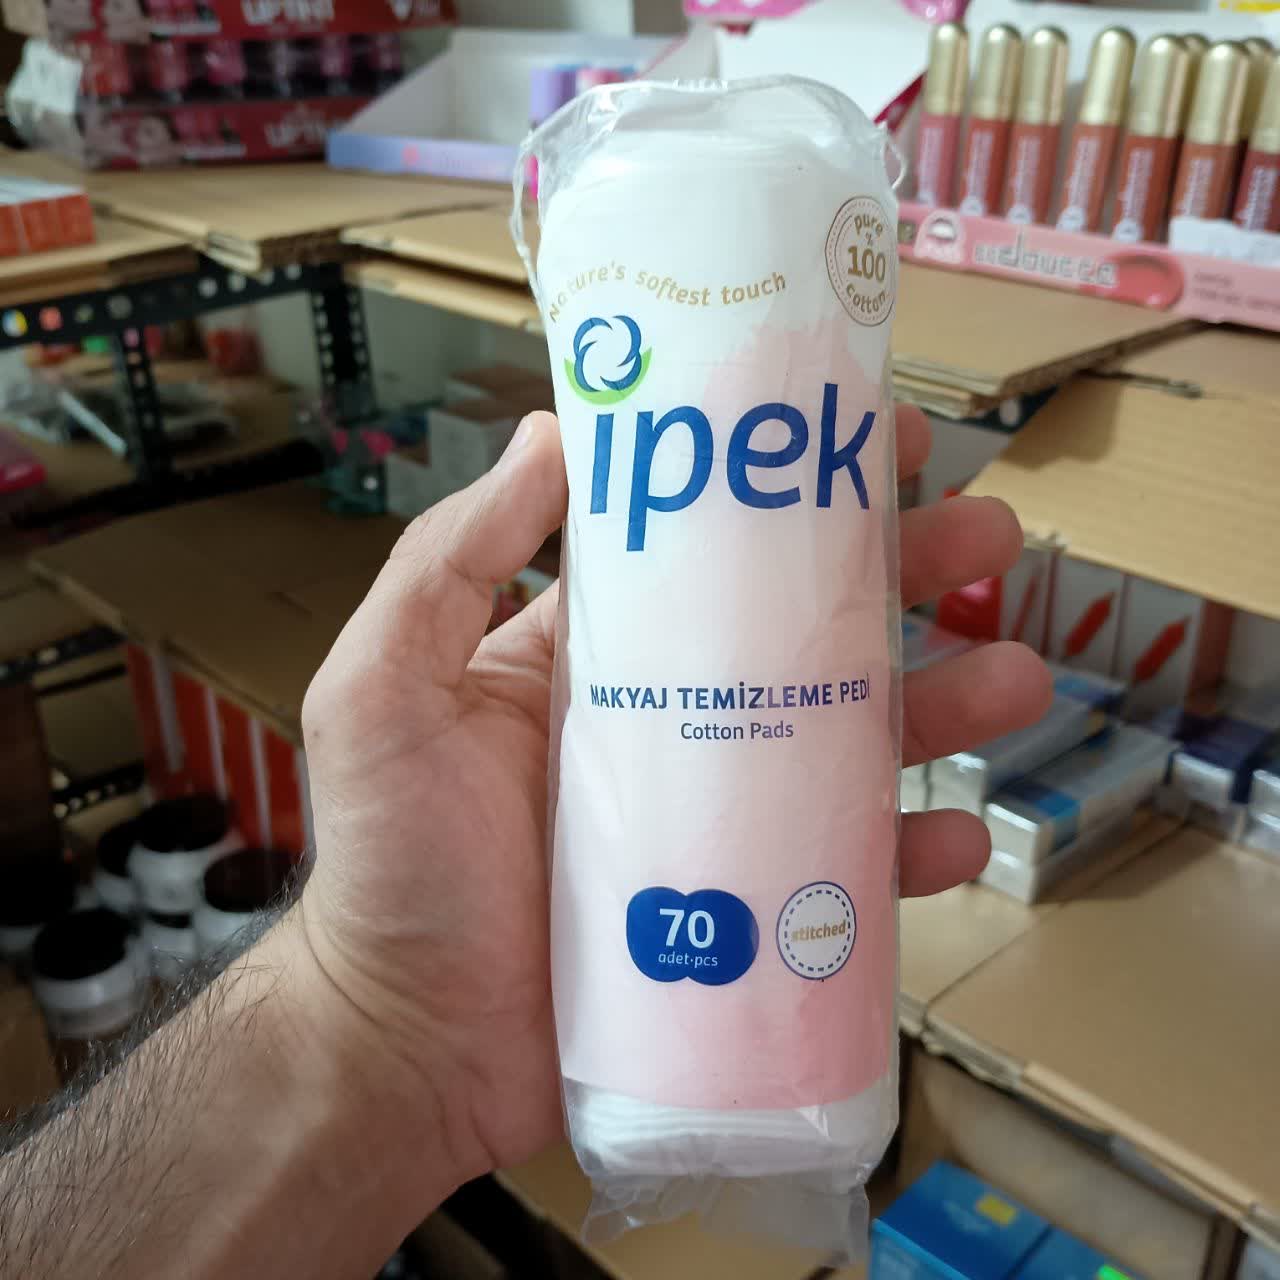 Nature's softest touch
pure
%
100
cotton
ipek
MAKYAJ TEMİZLEME PEDİ
Cotton Pads
70
adet·pcs
stitched